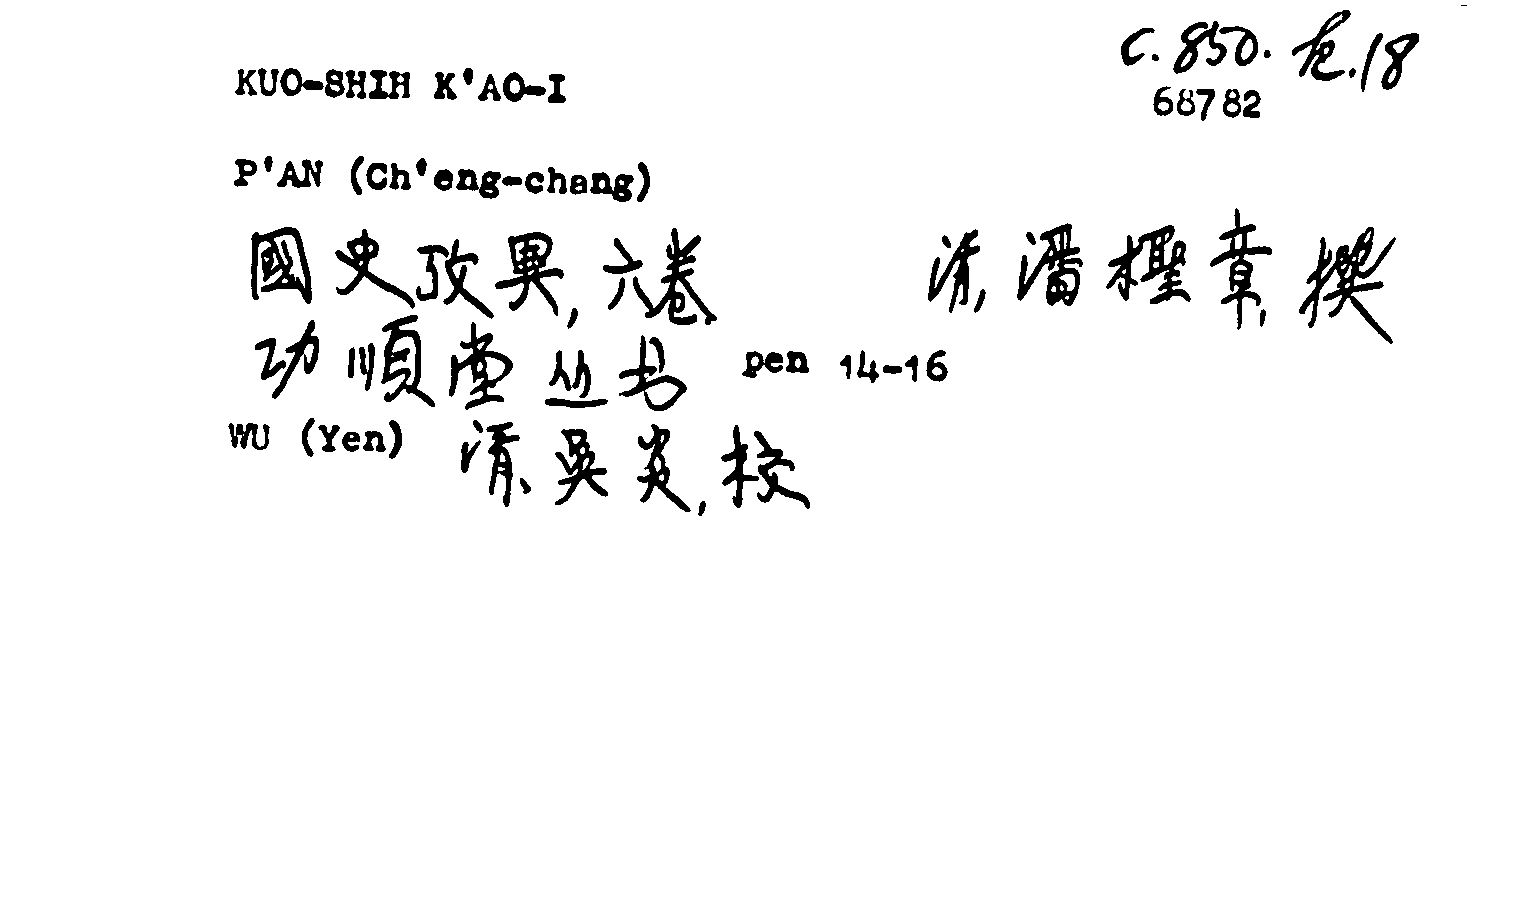 C. 850. 危. 18
68782
KUO-SHIH K'AO-I
P'AN (Ch'eng-chang)
國史攷異, 六卷 清, 潘檉章, 撰
功順堂丛书 pen 14-16
WU (Yen) 清, 吳炎, 校